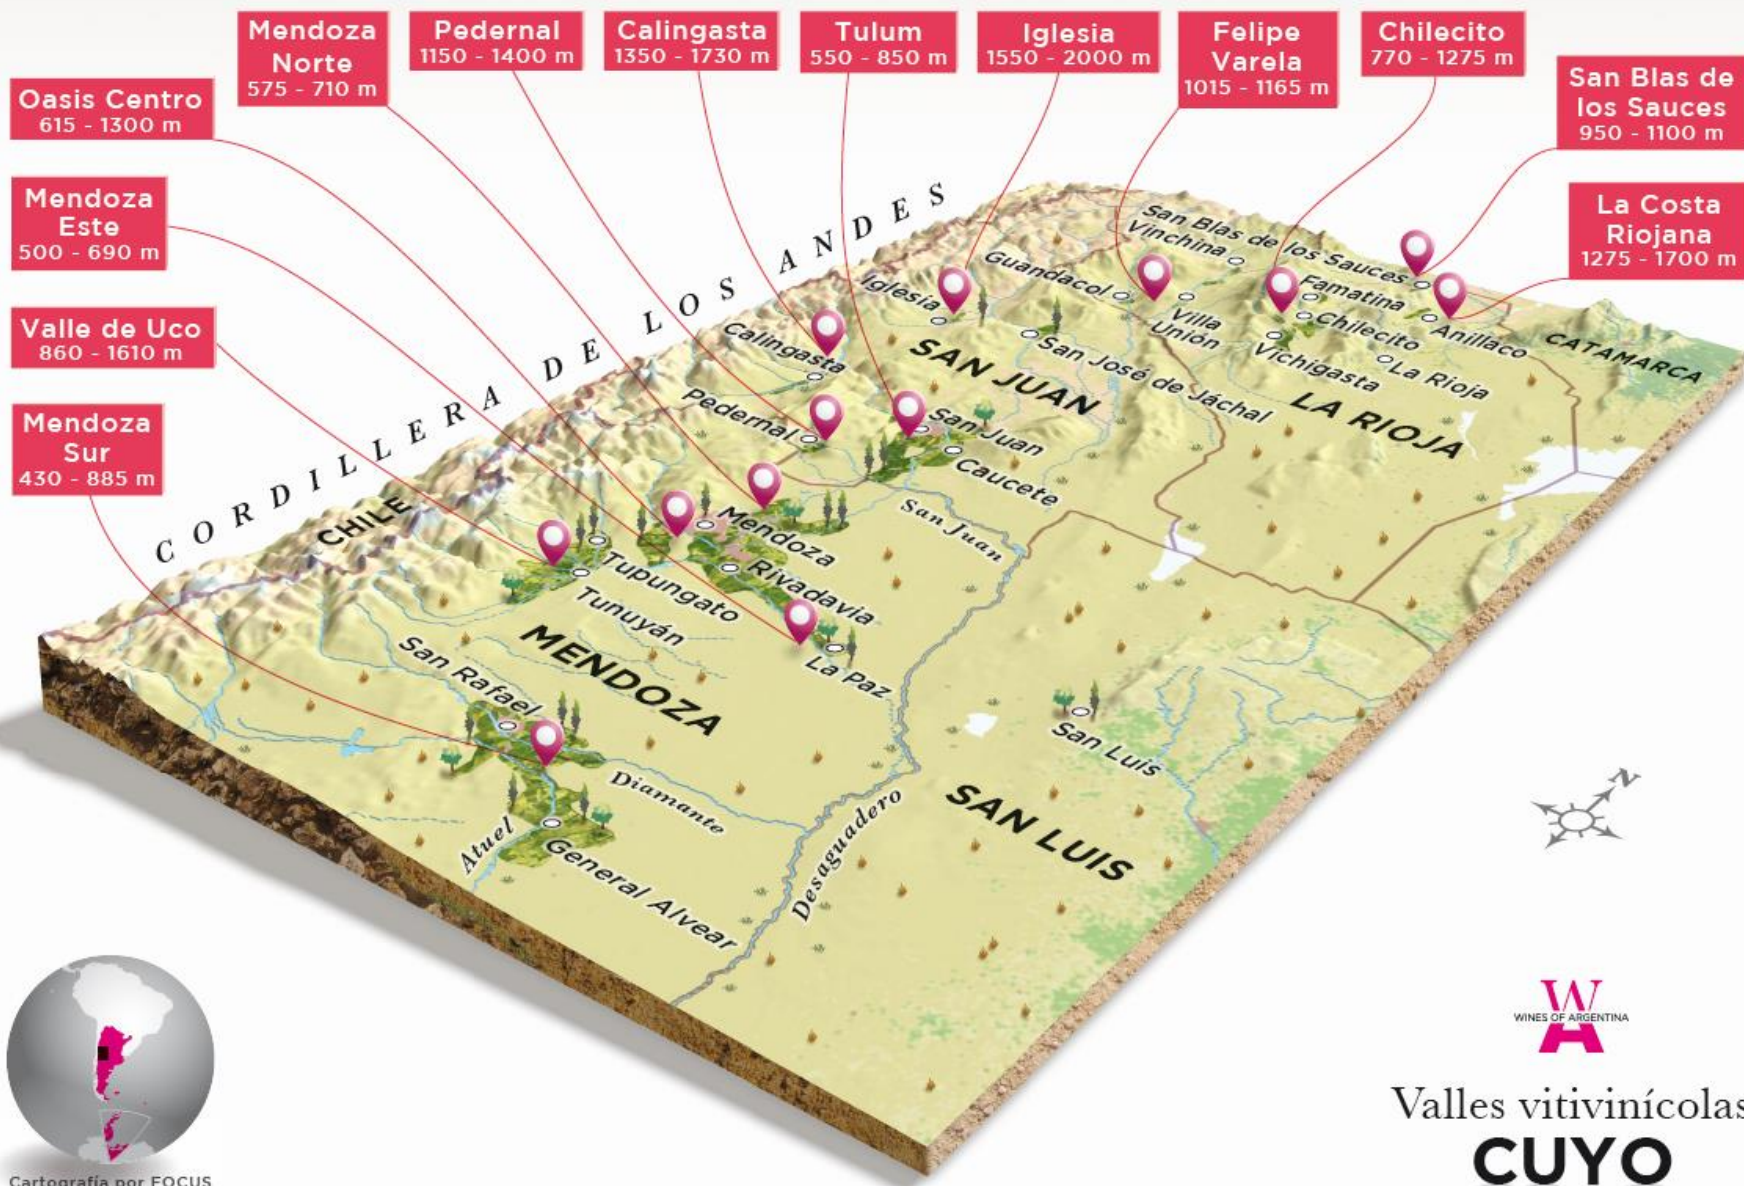 Mendoza
Norte
575 - 710 m
Pedernal
1150 - 1400 m
Calingasta
1350 - 1730 m
Tulum
550 - 850 m
Iglesia
1550 - 2000 m
Felipe
Varela
1015 - 1165 m
Chilecito
770 - 1275 m
San Blas de
los Sauces
950 - 1100 m
Oasis Centro
615 - 1300 m
Mendoza
Este
500 - 690 m
La Costa
Riojana
1275 - 1700 m
Valle de Uco
860 - 1610 m
Mendoza
Sur
430 - 885 m
CORDILLERA DE LOS ANDES
CHILE
San Blas de los Sauces
Vinchina
Guandacol
Iglesia
Famatina
Villa
Unión
Chilecito
Anillaco
CATAMARCA
Calingasta
SAN JUAN
San José de Jáchal
Vichigasta
La Rioja
LA RIOJA
Pedernal
San Juan
Caucete
San Juan
Mendoza
Rivadavia
Tupungato
Tunuyán
La Paz
MENDOZA
San Rafael
San Luis
Diamante
Desaguadero
SAN LUIS
Atuel
General Alvear
N
W
A
WINES OF ARGENTINA
Valles vitivinícolas
CUYO
Cartografía por FOCUS